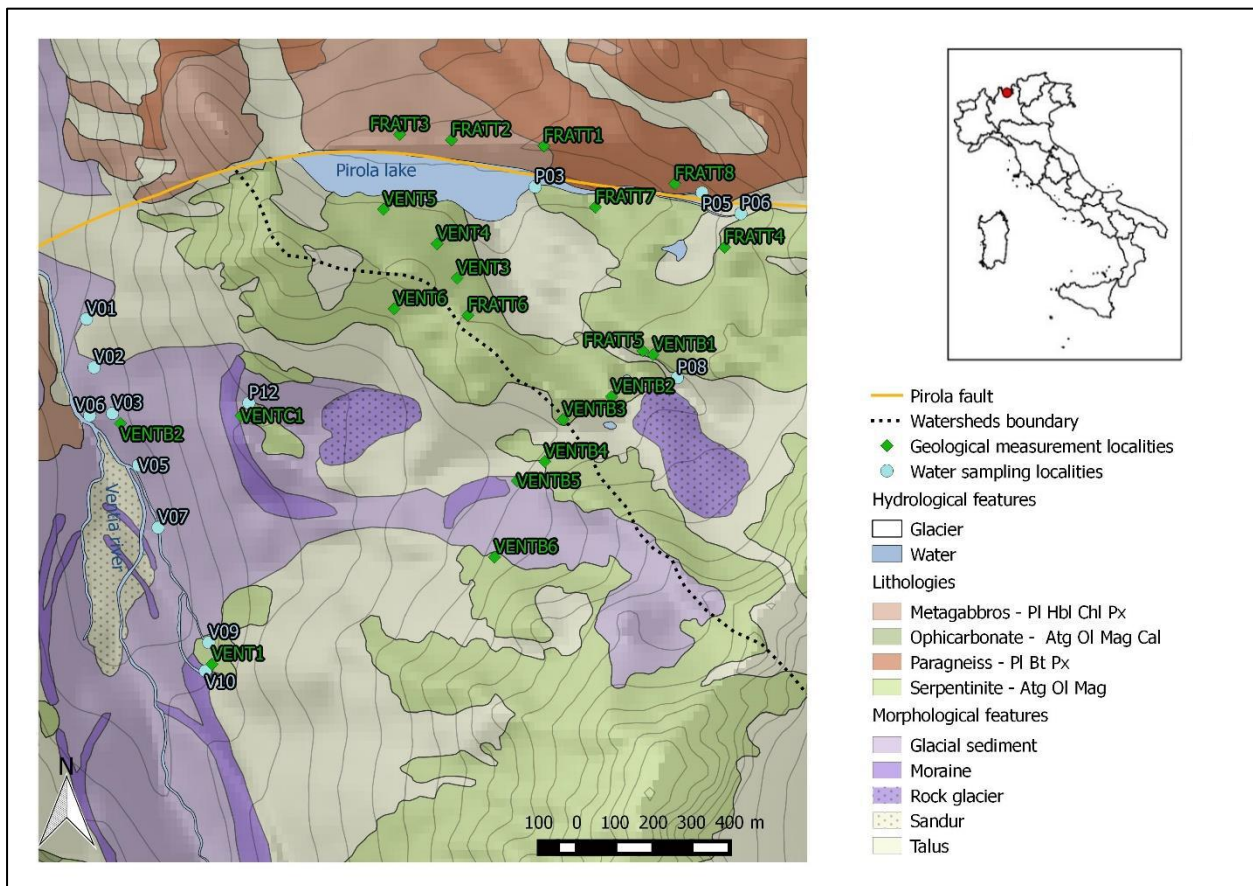 FRATT3
FRATT2
FRATT1
Pirola lake
P03
FRATT8
P05
P06
VENT5
FRATT7
VENT4
FRATT4
VENT3
VENT6
FRATT6
V01
FRATT5
VENTB1
V02
P08
VENTB2
P12
V06
V03
VENTC1
VENTB3
VENTB2
VENTB4
V05
VENTB5
Ventina river
V07
VENTB6
V09
VENT1
V10
N
100 0 100 200 300 400 m
Pirola fault
Watersheds boundary
Geological measurement localities
Water sampling localities
Hydrological features
Glacier
Water
Lithologies
Metagabbros - Pl Hbl Chl Px
Ophicarbonate - Atg Ol Mag Cal
Paragneiss - Pl Bt Px
Serpentinite - Atg Ol Mag
Morphological features
Glacial sediment
Moraine
Rock glacier
Sandur
Talus